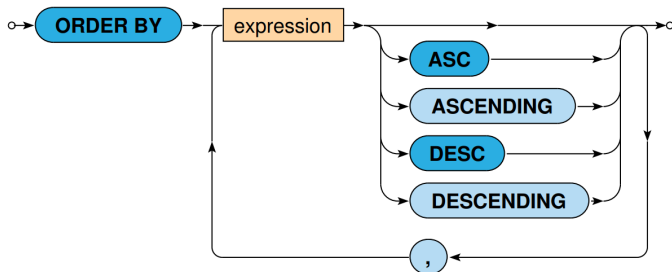 ORDER BY expression
ASC
ASCENDING
DESC
DESCENDING
,